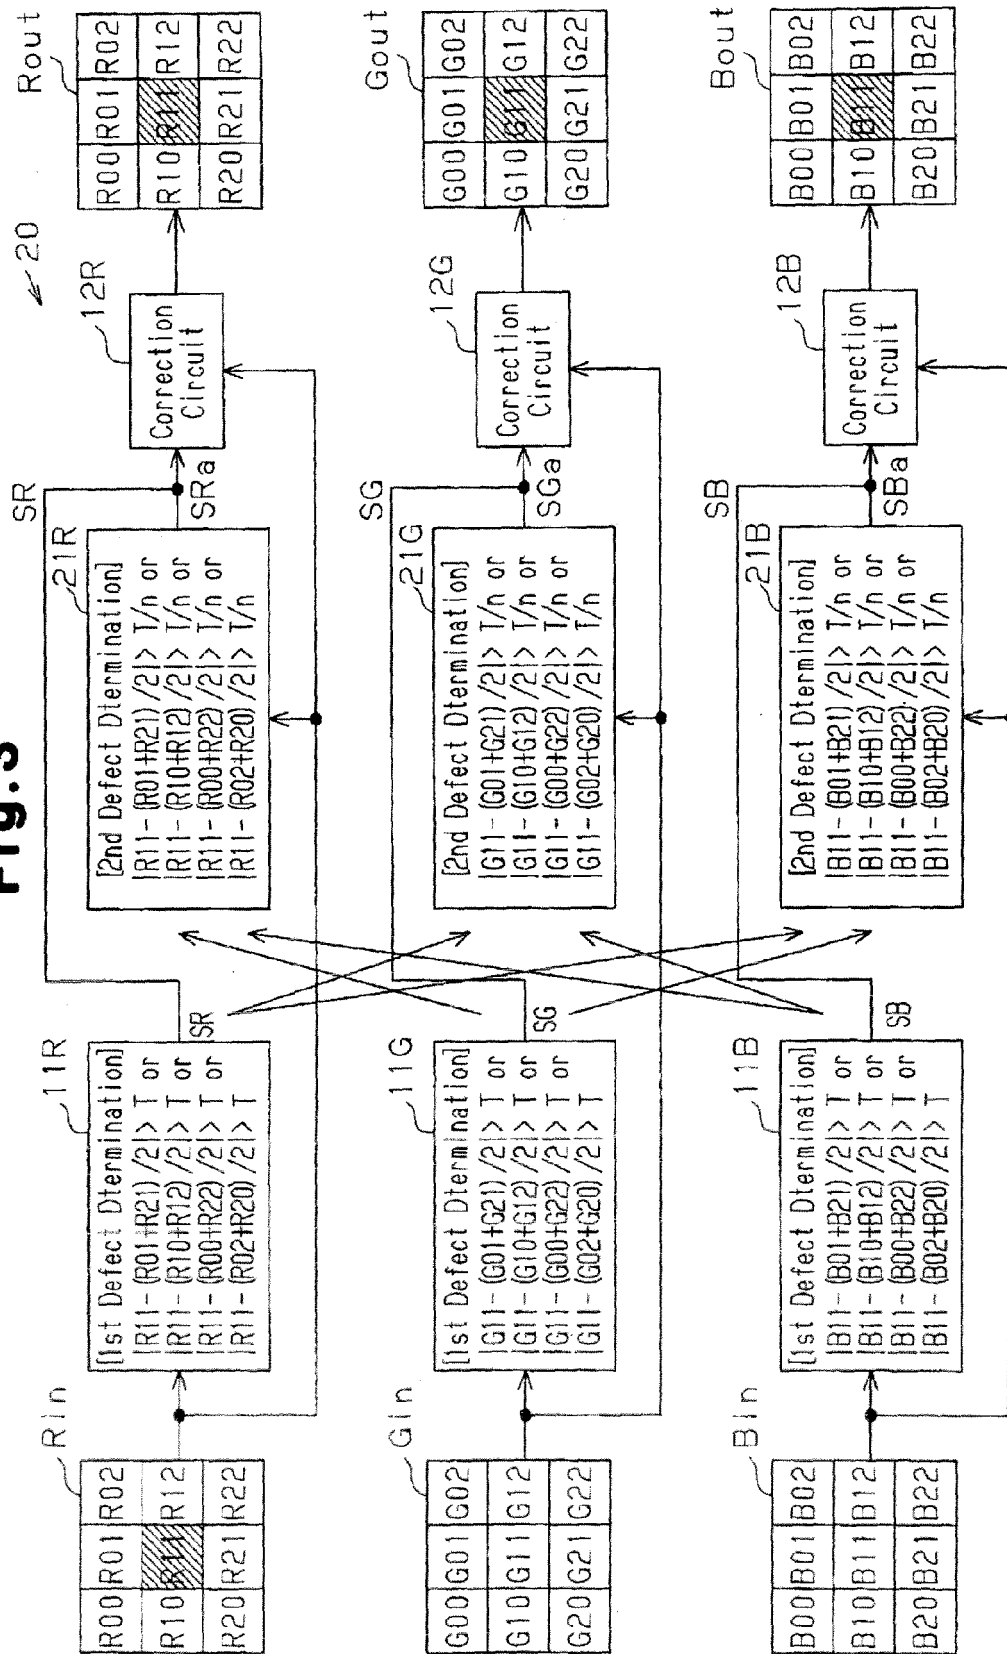 Fig.3
20
RIn
R00 R01 R02
R10 R11 R12
R20 R21 R22
11R
[1st Defect Dtermination]
|R11-(R01+R21)/2|> T or
|R11-(R10+R12)/2|> T or
|R11-(R00+R22)/2|> T or
|R11-(R02+R20)/2|> T
SR
SR
21R
[2nd Defect Dtermination]
|R11-(R01+R21)/2|> T/n or
|R11-(R10+R12)/2|> T/n or
|R11-(R00+R22)/2|> T/n or
|R11-(R02+R20)/2|> T/n
SRa
12R
Correction
Circuit
Rout
R00 R01 R02
R10 R11 R12
R20 R21 R22
GIn
G00 G01 G02
G10 G11 G12
G20 G21 G22
11G
[1st Defect Dtermination]
|G11-(G01+G21)/2|> T or
|G11-(G10+G12)/2|> T or
|G11-(G00+G22)/2|> T or
|G11-(G02+G20)/2|> T
SG
SG
21G
[2nd Defect Dtermination]
|G11-(G01+G21)/2|> T/n or
|G11-(G10+G12)/2|> T/n or
|G11-(G00+G22)/2|> T/n or
|G11-(G02+G20)/2|> T/n
SGa
12G
Correction
Circuit
Gout
G00 G01 G02
G10 G11 G12
G20 G21 G22
BIn
B00 B01 B02
B10 B11 B12
B20 B21 B22
11B
[1st Defect Dtermination]
|B11-(B01+B21)/2|> T or
|B11-(B10+B12)/2|> T or
|B11-(B00+B22)/2|> T or
|B11-(B02+B20)/2|> T
SB
SB
21B
[2nd Defect Dtermination]
|B11-(B01+B21)/2|> T/n or
|B11-(B10+B12)/2|> T/n or
|B11-(B00+B22)/2|> T/n or
|B11-(B02+B20)/2|> T/n
SBa
12B
Correction
Circuit
Bout
B00 B01 B02
B10 B11 B12
B20 B21 B22